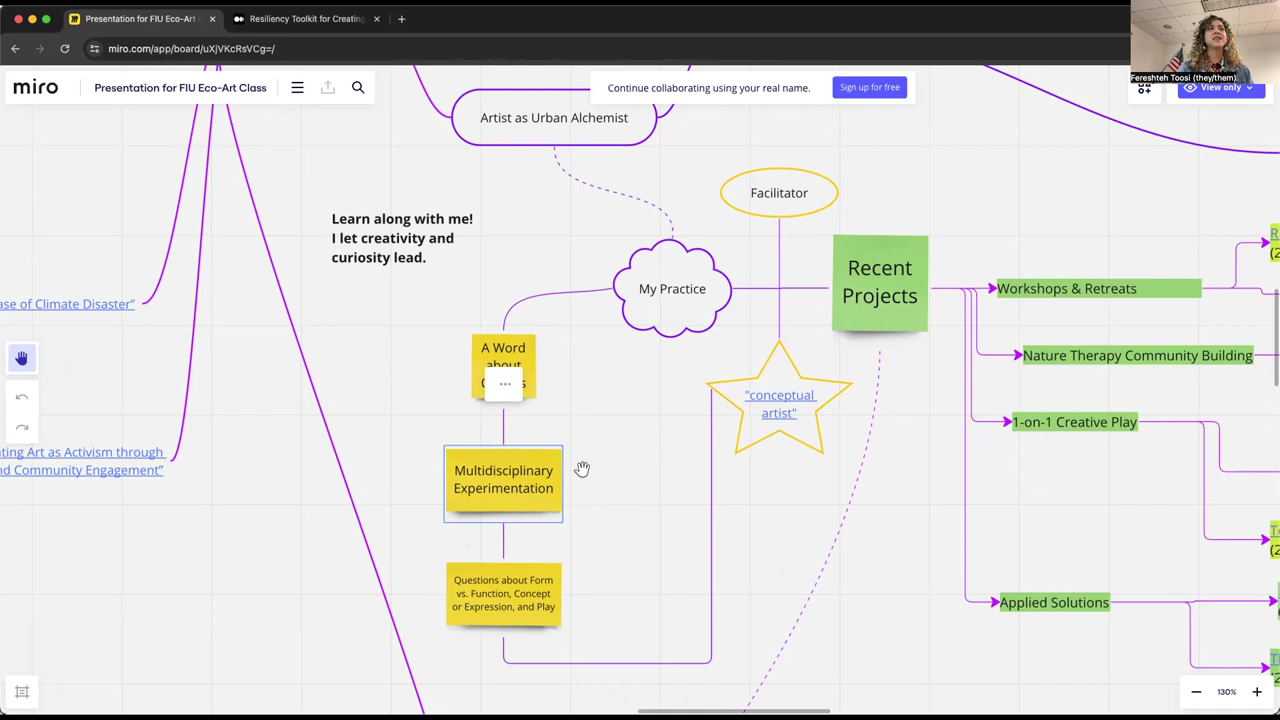 Presentation for FIU Eco-Art
Resiliency Toolkit for Creating
miro.com/app/board/uXjVKcRsVCg=/
Fereshteh Toosi (they/them)
miro
Presentation for FIU Eco-Art Class
Continue collaborating using your real name.
Sign up for free
View only
Artist as Urban Alchemist
Facilitator
Learn along with me!
I let creativity and
curiosity lead.
My Practice
Recent
Projects
Workshops & Retreats
ase of Climate Disaster”
A Word
about
Nature Therapy Community Building
"conceptual
artist"
1-on-1 Creative Play
ating Art as Activism through
nd Community Engagement”
Multidisciplinary
Experimentation
Questions about Form
vs. Function, Concept
or Expression, and Play
Applied Solutions
130%